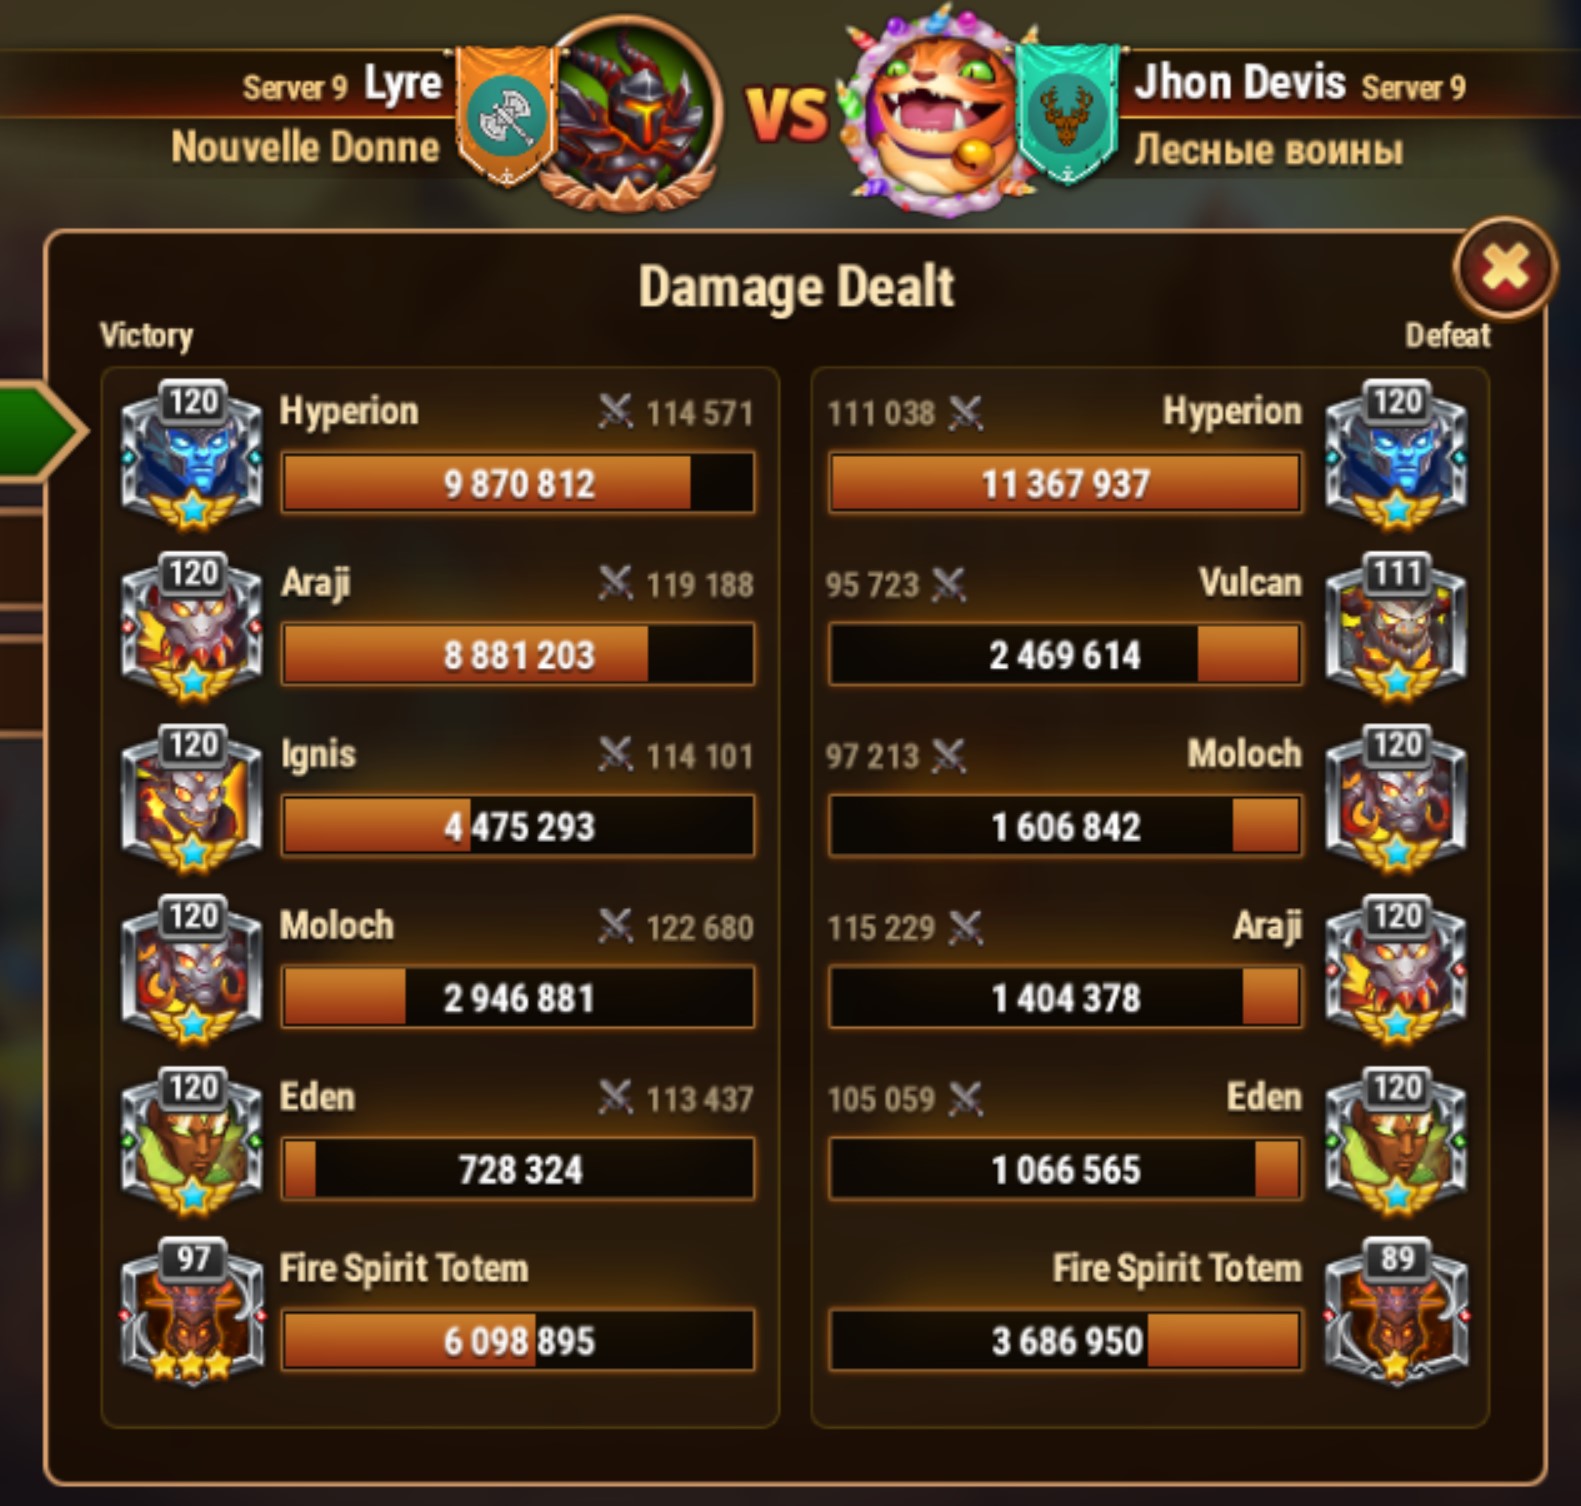 Server 9 Lyre
Nouvelle Donne
VS
Jhon Devis Server 9
Лесные воины
Damage Dealt
Victory
Defeat
120
Hyperion 114 571
9 870 812
111 038 Hyperion
11 367 937
120
120
Araji 119 188
8 881 203
95 723 Vulcan
2 469 614
111
120
Ignis 114 101
4 475 293
97 213 Moloch
1 606 842
120
120
Moloch 122 680
2 946 881
115 229 Araji
1 404 378
120
120
Eden 113 437
728 324
105 059 Eden
1 066 565
120
97
Fire Spirit Totem
6 098 895
Fire Spirit Totem
3 686 950
89